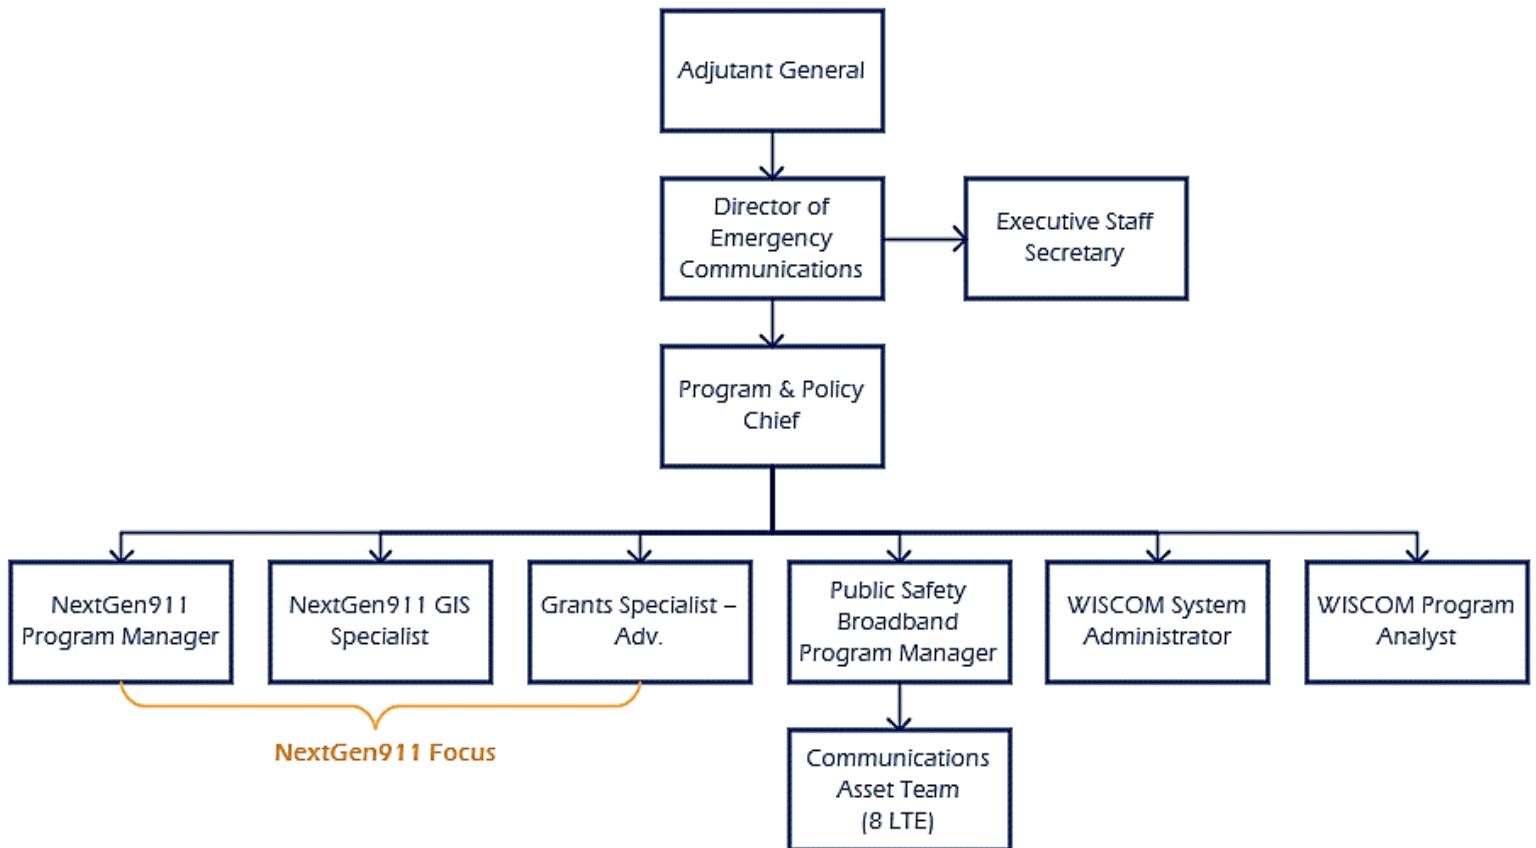 Adjutant General
Director of
Emergency
Communications
Executive Staff
Secretary
Program & Policy
Chief
NextGen911
Program Manager
NextGen911 GIS
Specialist
Grants Specialist –
Adv.
Public Safety
Broadband
Program Manager
WISCOM System
Administrator
WISCOM Program
Analyst
NextGen911 Focus
Communications
Asset Team
(8 LTE)